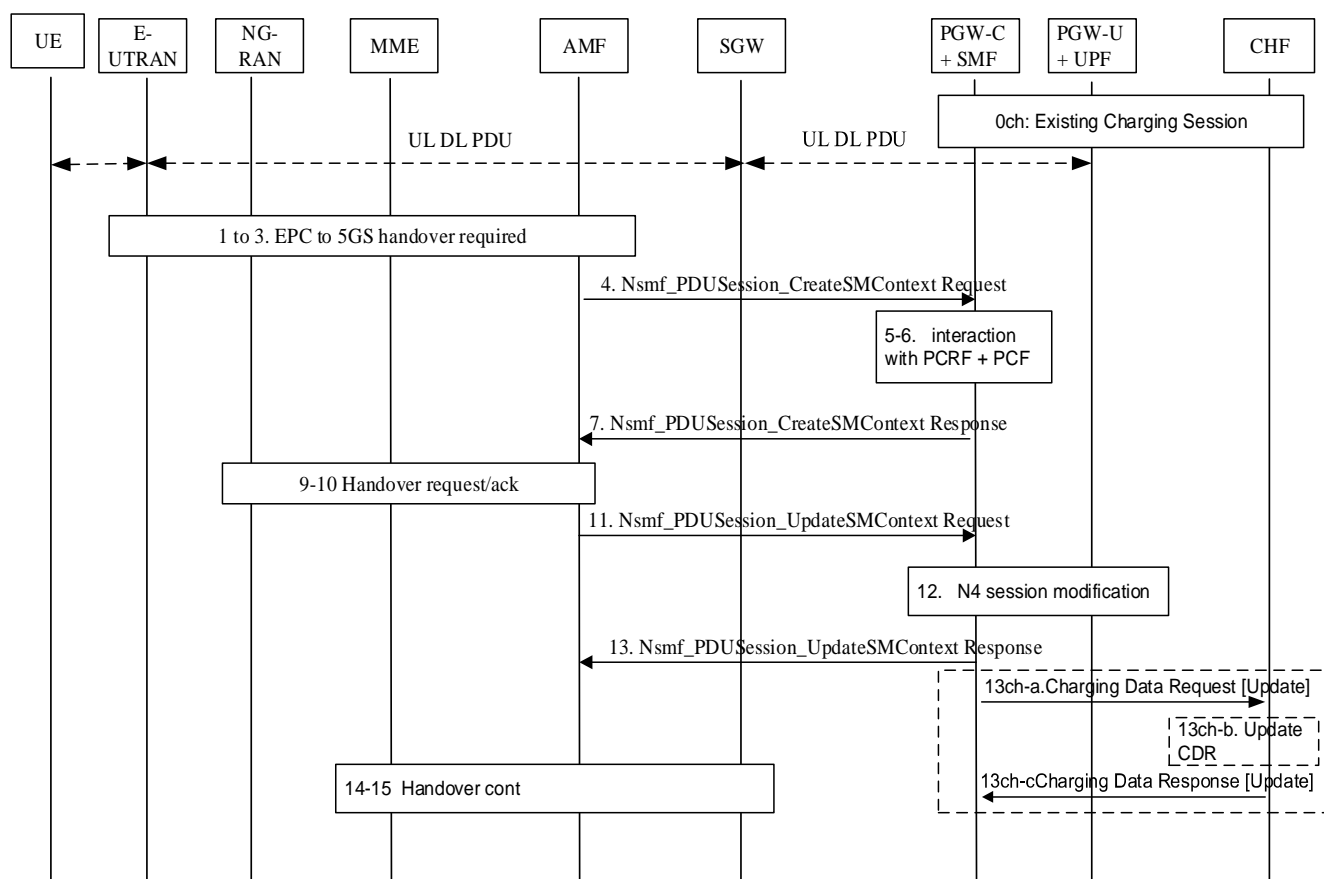 UE
E-
UTRAN
NG-
RAN
MME
AMF
SGW
PGW-C
+ SMF
PGW-U
+ UPF
CHF
0ch: Existing Charging Session
UL DL PDU
UL DL PDU
1 to 3. EPC to 5GS handover required
4. Nsmf_PDUSession_CreateSMContext Request
5-6. interaction
with PCRF + PCF
7. Nsmf_PDUSession_CreateSMContext Response
9-10 Handover request/ack
11. Nsmf_PDUSession_UpdateSMContext Request
12. N4 session modification
13. Nsmf_PDUSession_UpdateSMContext Response
13ch-a.Charging Data Request [Update]
13ch-b. Update
CDR
13ch-cCharging Data Response [Update]
14-15 Handover cont